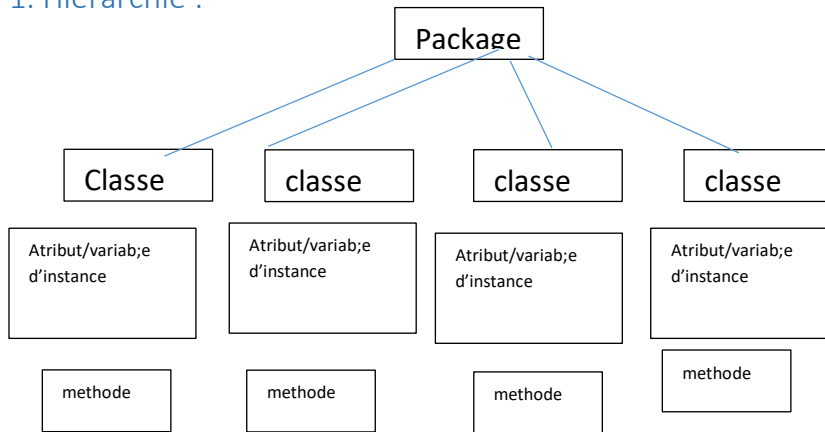 1. Hierarchie :
Package
Classe
classe
classe
classe
Atribut/variab;e
d'instance
Atribut/variab;e
d'instance
Atribut/variab;e
d'instance
Atribut/variab;e
d'instance
methode
methode
methode
methode